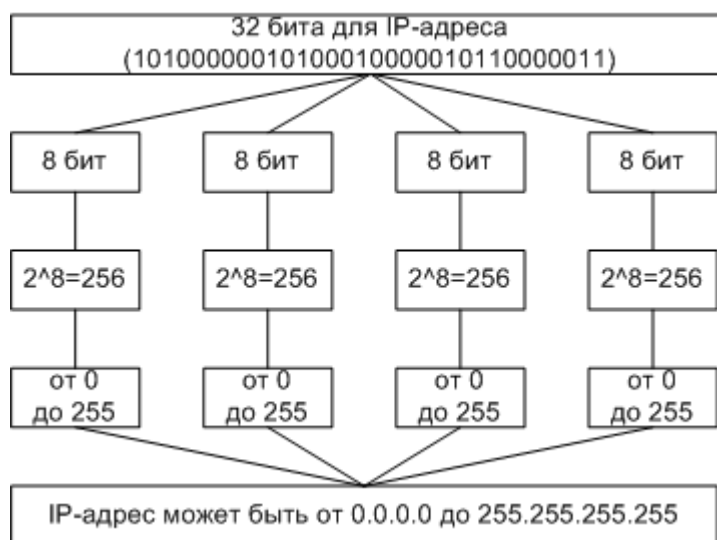 32 бита для IP-адреса
(10100000010100010000010110000011)
8 бит
8 бит
8 бит
8 бит
2^8=256
2^8=256
2^8=256
2^8=256
от 0
до 255
от 0
до 255
от 0
до 255
от 0
до 255
IP-адрес может быть от 0.0.0.0 до 255.255.255.255